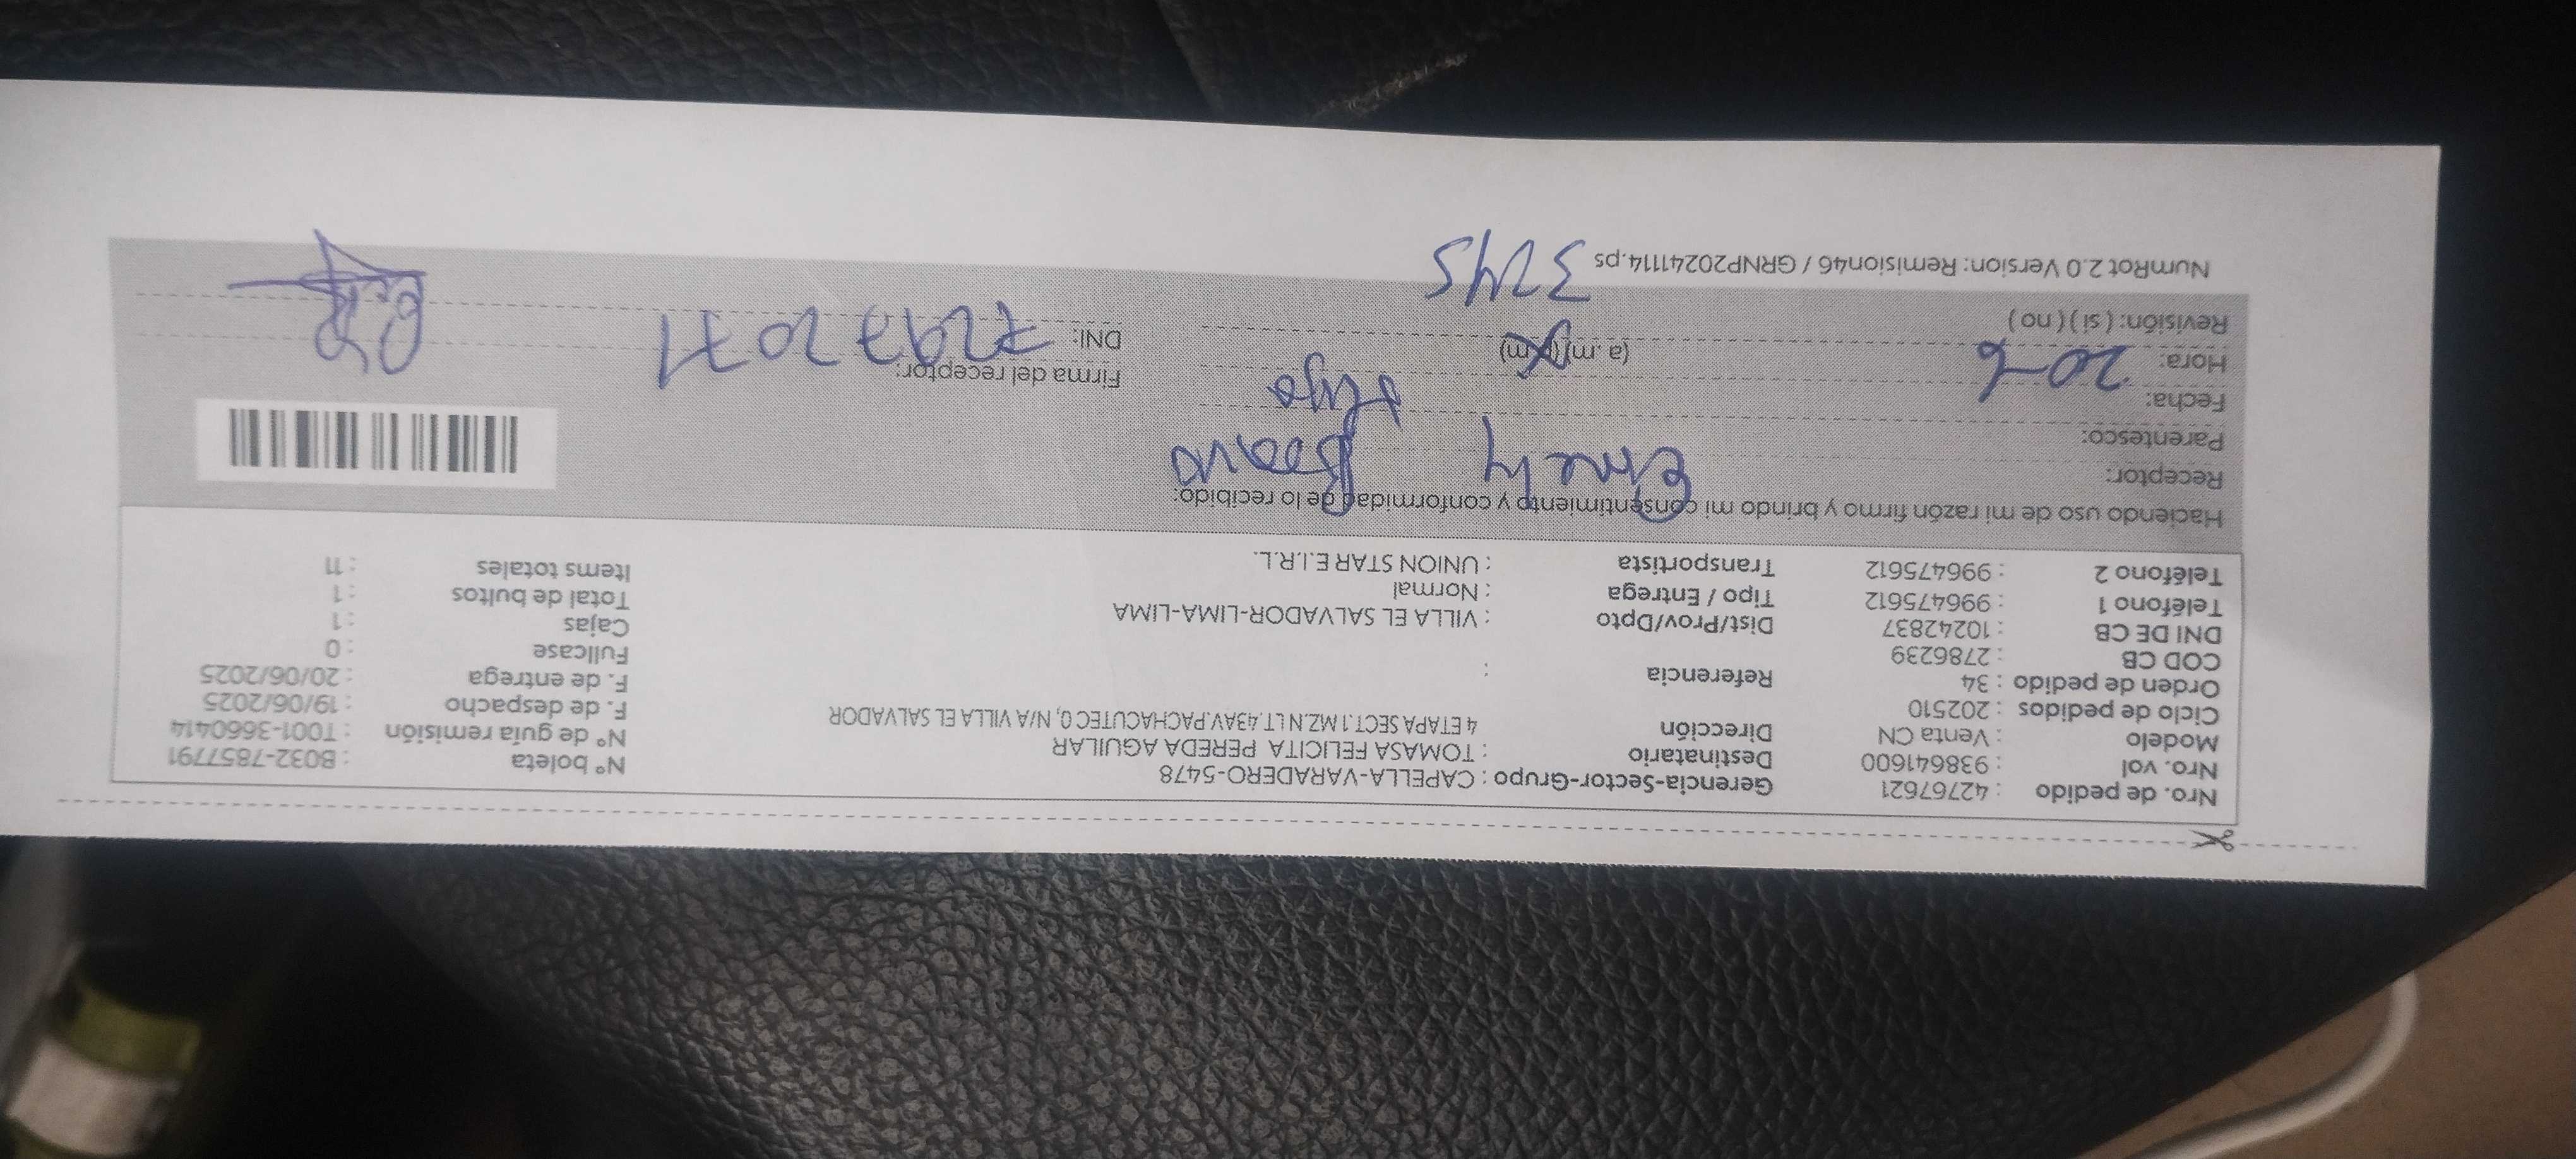 Nro. de pedido : 42767621 Gerencia-Sector-Grupo : CAPELLA-VARADERO-5478 Nº boleta : B032-7857791
Nro. vol : 938641600 Destinatario : TOMASA FELICITA PEREDA AGUILAR Nº de guía remisión : T001-3660414
Modelo : Venta CN Dirección 4 ETAPA SECT.1 MZ.N LT.43AV.PACHACUTEC 0, N/A VILLA EL SALVADOR F. de despacho : 19/06/2025
Ciclo de pedidos : 202510 F. de entrega : 20/06/2025
Orden de pedido : 34 Referencia : Fullcase : 0
COD CB : 2786239 Cajas : 1
DNI DE CB : 10242837 Dist/Prov/Dpto : VILLA EL SALVADOR-LIMA-LIMA Total de bultos : 1
Teléfono 1 : 996475612 Tipo / Entrega : Normal Items totales : 11
Teléfono 2 : 996475612 Transportista : UNION STAR E.I.R.L.
Haciendo uso de mi razón firmo y brindo mi consentimiento y conformidad de lo recibido:
Receptor: Emely Bravo
Parentesco: Hija
Fecha: 20-6
Hora: (a.m)(p.m) Firma del receptor:
Revisión: ( si ) ( no ) 3245 DNI: 72972071
NumRot 2.0 Version: Remision46 / GRNP20241114.ps